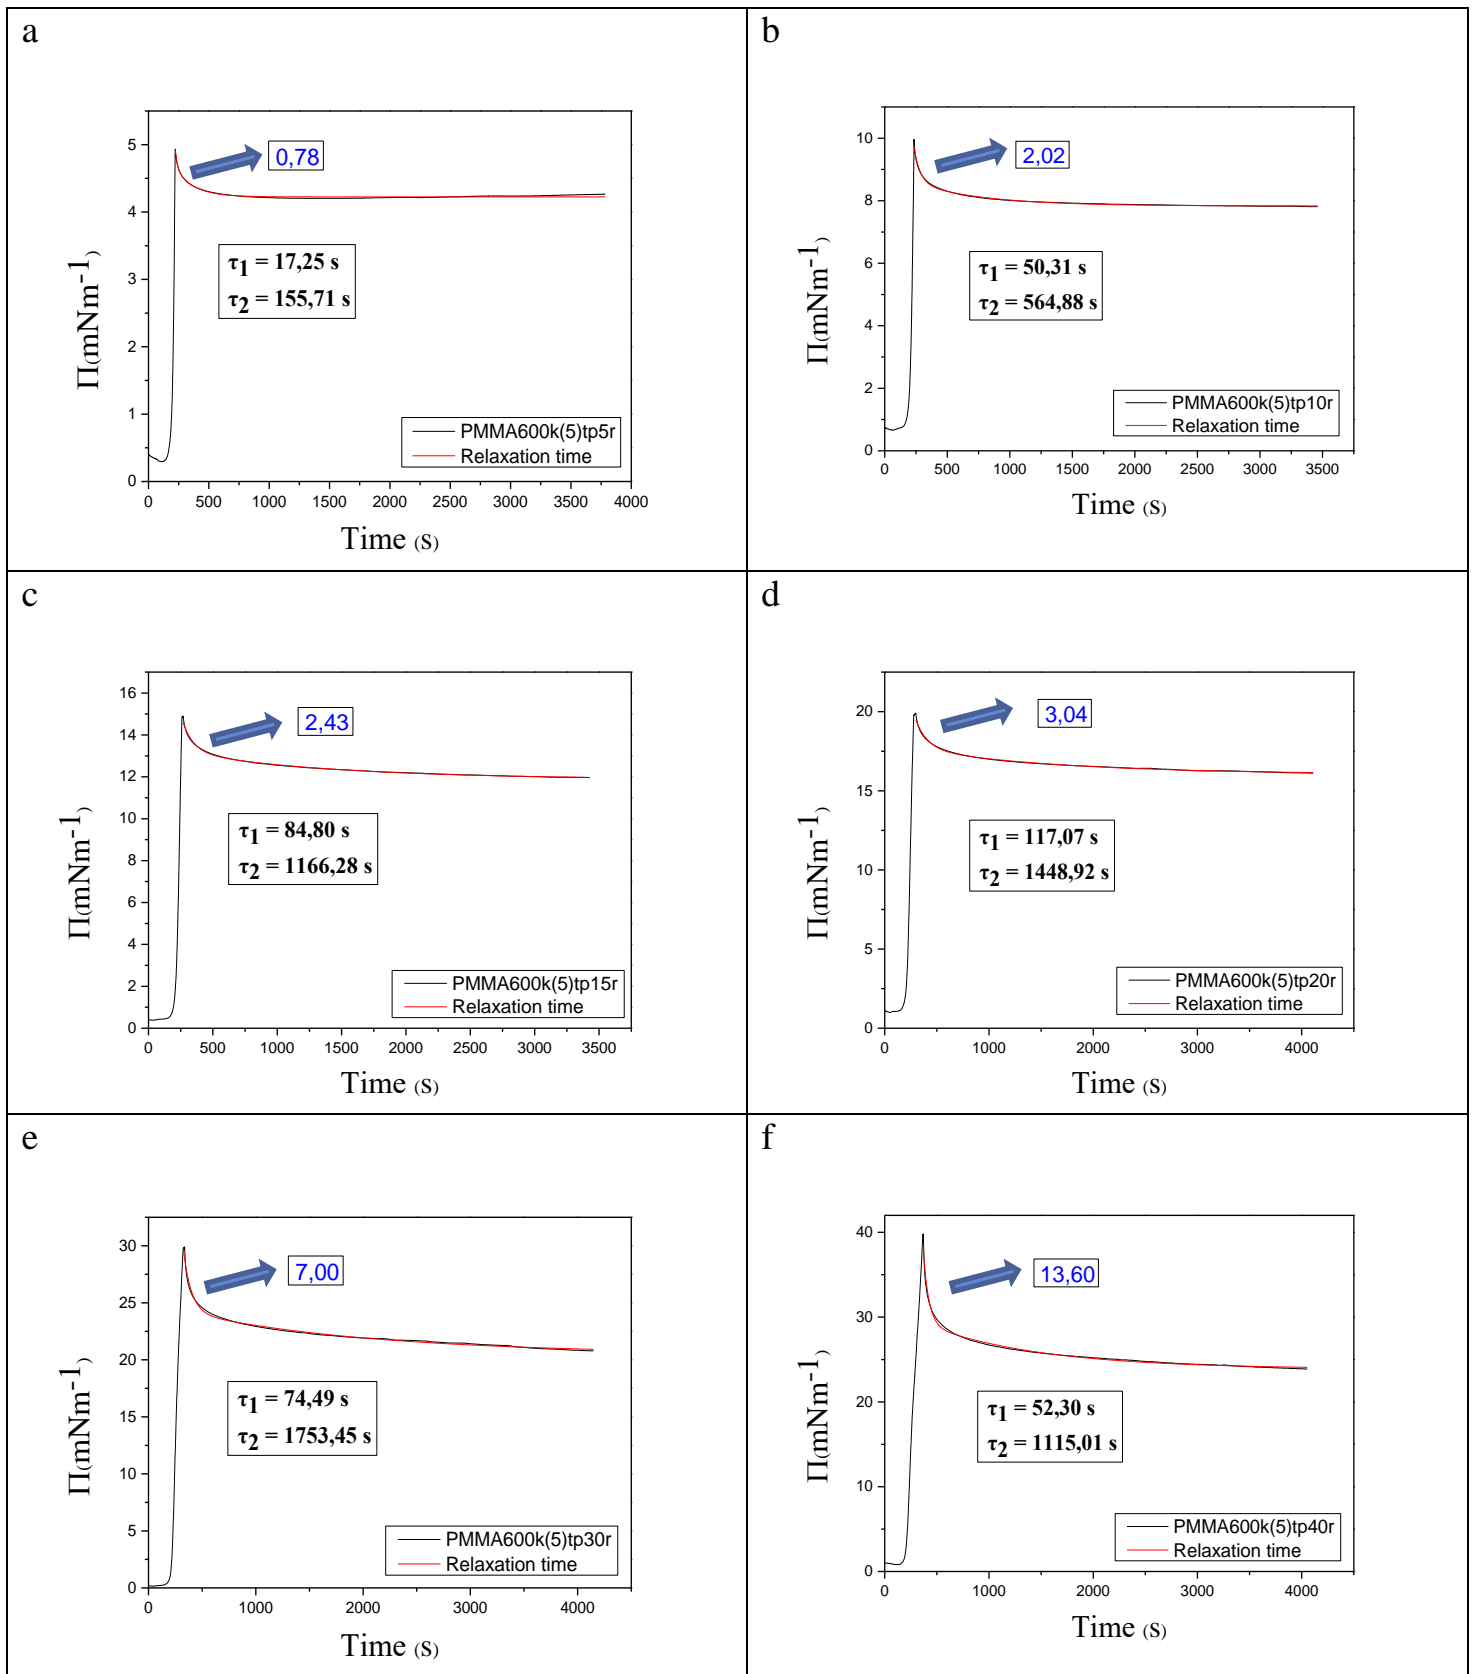 a
5
4
3
2
1
0
Π(mNm-1)
0,78
τ1 = 17,25 s
τ2 = 155,71 s
PMMA600k(5)tp5r
Relaxation time
0 500 1000 1500 2000 2500 3000 3500 4000
Time (s)
b
10
8
6
4
2
0
Π(mNm-1)
2,02
τ1 = 50,31 s
τ2 = 564,88 s
PMMA600k(5)tp10r
Relaxation time
0 500 1000 1500 2000 2500 3000 3500
Time (s)
c
16
14
12
10
8
6
4
2
0
Π(mNm-1)
2,43
τ1 = 84,80 s
τ2 = 1166,28 s
PMMA600k(5)tp15r
Relaxation time
0 500 1000 1500 2000 2500 3000 3500
Time (s)
d
20
15
10
5
0
Π(mNm-1)
3,04
τ1 = 117,07 s
τ2 = 1448,92 s
PMMA600k(5)tp20r
Relaxation time
0 1000 2000 3000 4000
Time (s)
e
30
25
20
15
10
5
0
Π(mNm-1)
7,00
τ1 = 74,49 s
τ2 = 1753,45 s
PMMA600k(5)tp30r
Relaxation time
0 1000 2000 3000 4000
Time (s)
f
40
30
20
10
0
Π(mNm-1)
13,60
τ1 = 52,30 s
τ2 = 1115,01 s
PMMA600k(5)tp40r
Relaxation time
0 1000 2000 3000 4000
Time (s)